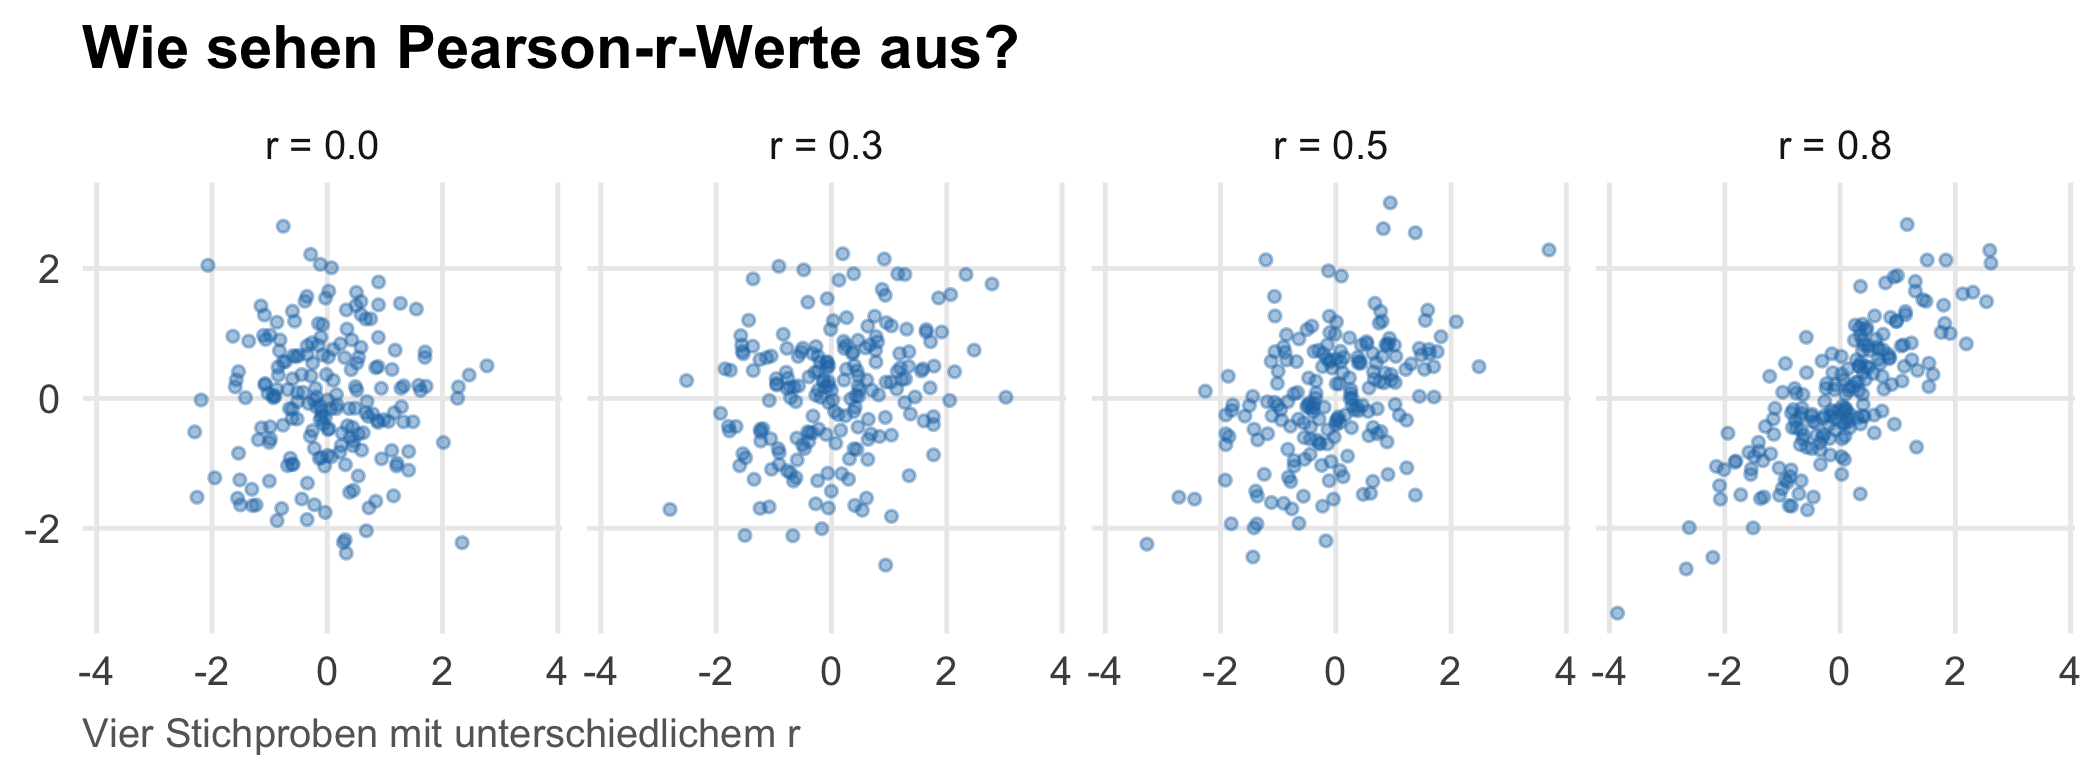 Wie sehen Pearson-r-Werte aus?
r = 0.0 r = 0.3 r = 0.5 r = 0.8
2
0
-2
-4 -2 0 2 4 -4 -2 0 2 4 -4 -2 0 2 4 -4 -2 0 2 4
Vier Stichproben mit unterschiedlichem r